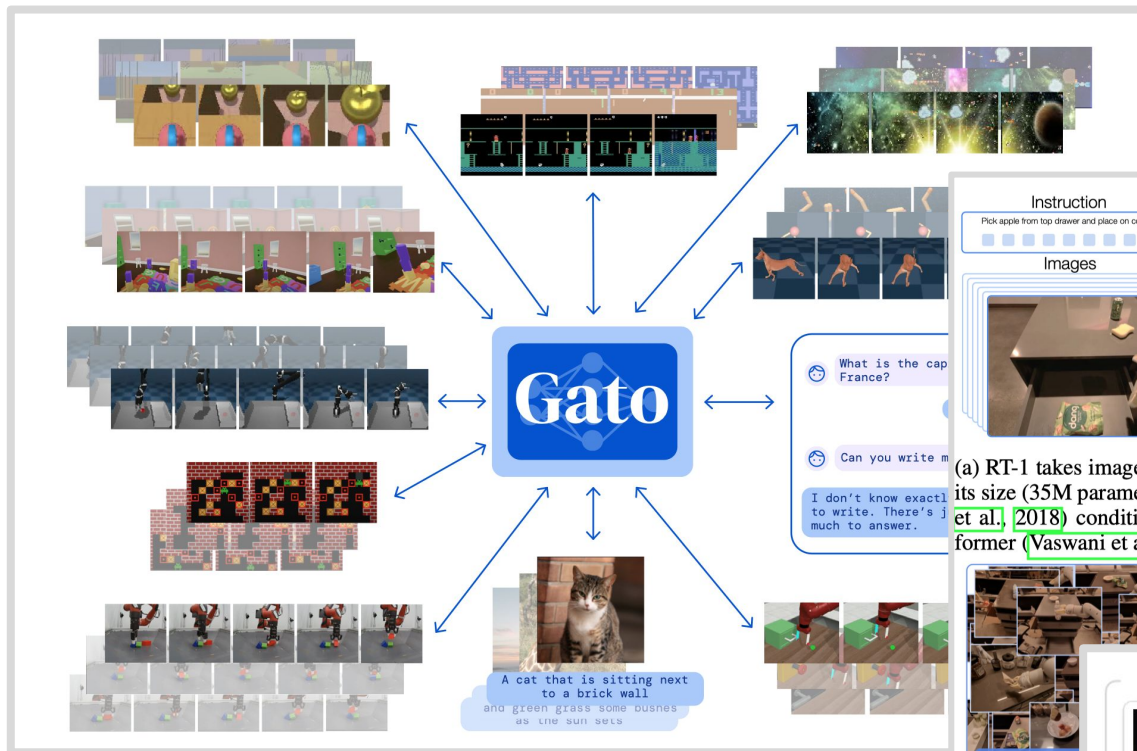 Gato
What is the cap
France?
Can you write m
I don't know exactl
to write. There's j
much to answer.
A cat that is sitting next
to a brick wall
and green grass some bushes
as the sun sets
Instruction
Pick apple from top drawer and place on co
Images
(a) RT-1 takes image
its size (35M parame
et al., 2018) conditi
former (Vaswani et a